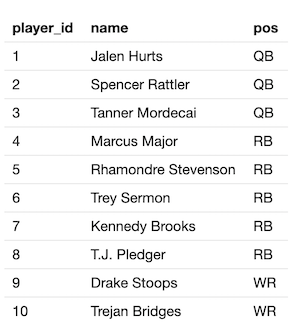 player_id name pos
1 Jalen Hurts QB
2 Spencer Rattler QB
3 Tanner Mordecai QB
4 Marcus Major RB
5 Rhamondre Stevenson RB
6 Trey Sermon RB
7 Kennedy Brooks RB
8 T.J. Pledger RB
9 Drake Stoops WR
10 Trejan Bridges WR